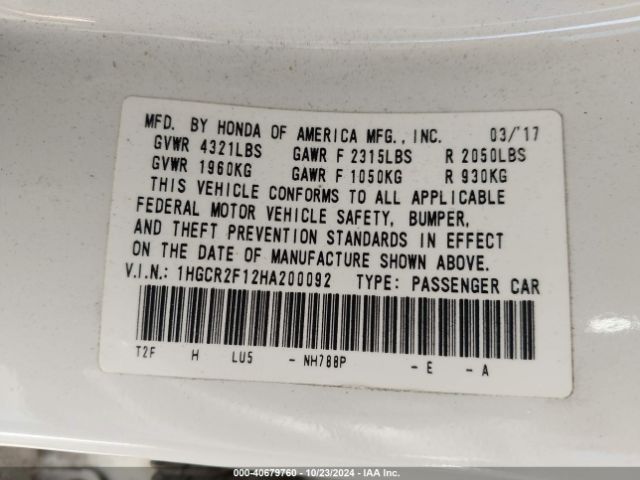 MFD. BY HONDA OF AMERICA MFG., INC. 03/'17
GVWR 4321LBS GAWR F 2315LBS R 2050LBS
GVWR 1960KG GAWR F 1050KG R 930KG
THIS VEHICLE CONFORMS TO ALL APPLICABLE
FEDERAL MOTOR VEHICLE SAFETY, BUMPER,
AND THEFT PREVENTION STANDARDS IN EFFECT
ON THE DATE OF MANUFACTURE SHOWN ABOVE.
V.I.N.: 1HGCR2F12HA200092 TYPE: PASSENGER CAR
T2F H LU5 - NH788P - E - A
000-40679760 - 10/23/2024 - IAA Inc.